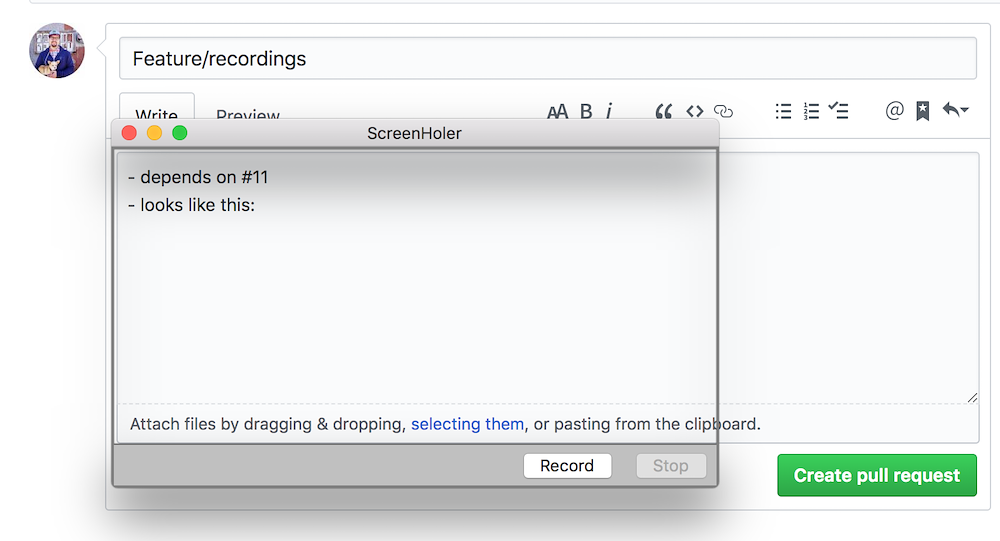 Feature/recordings
Write Preview AA B i @
ScreenHoler
- depends on #11
- looks like this:
Attach files by dragging & dropping, selecting them, or pasting from the clipboard.
Record Stop
Create pull request